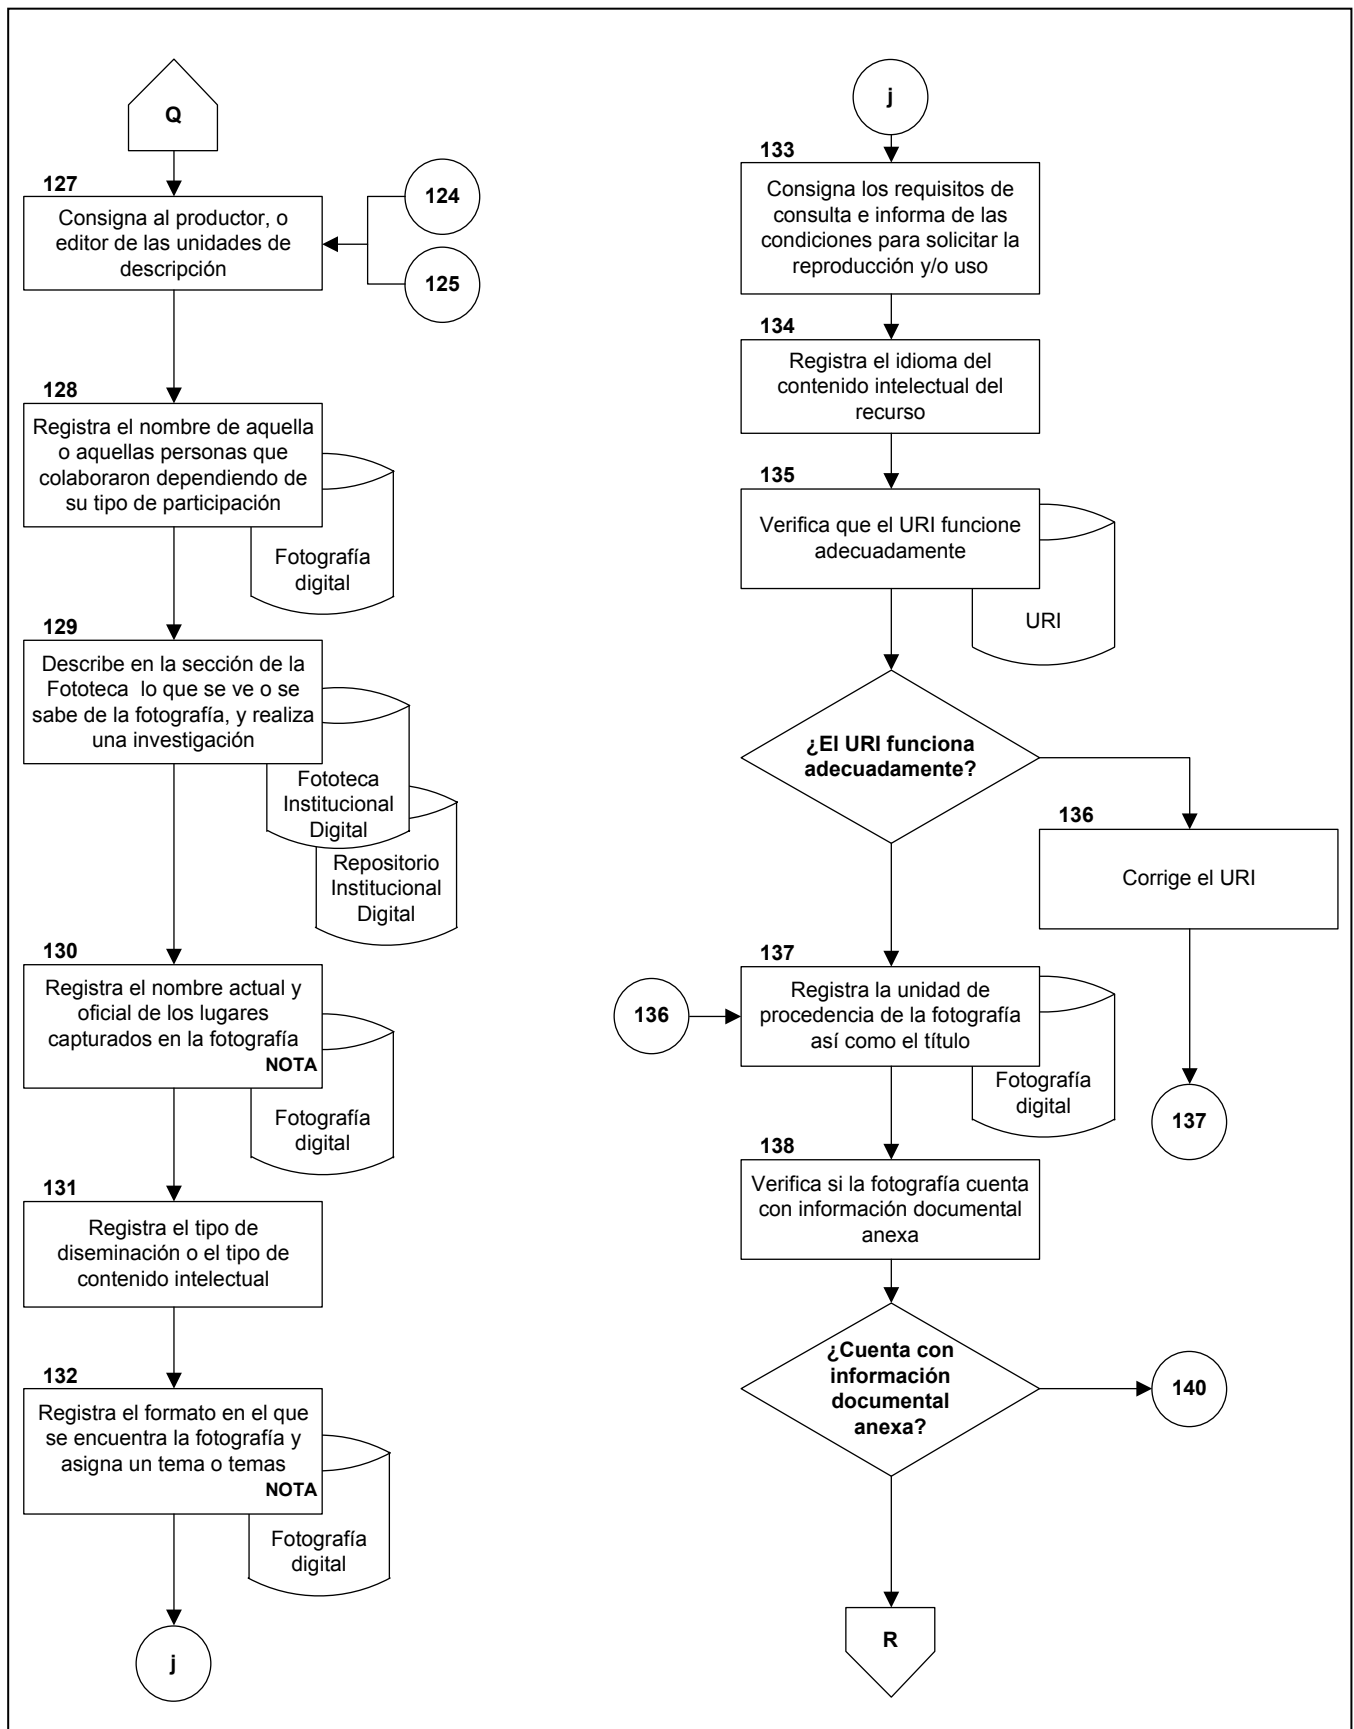 Q
127
Consigna al productor, o
editor de las unidades de
descripción
124
125
128
Registra el nombre de aquella
o aquellas personas que
colaboraron dependiendo de
su tipo de participación
Fotografía
digital
129
Describe en la sección de la
Fototeca lo que se ve o se
sabe de la fotografía, y realiza
una investigación
Fototeca
Institucional
Digital
Repositorio
Institucional
Digital
130
Registra el nombre actual y
oficial de los lugares
capturados en la fotografía
NOTA
Fotografía
digital
131
Registra el tipo de
diseminación o el tipo de
contenido intelectual
132
Registra el formato en el que
se encuentra la fotografía y
asigna un tema o temas
NOTA
Fotografía
digital
j
j
133
Consigna los requisitos de
consulta e informa de las
condiciones para solicitar la
reproducción y/o uso
134
Registra el idioma del
contenido intelectual del
recurso
135
Verifica que el URI funcione
adecuadamente
URI
¿El URI funciona
adecuadamente?
136
Corrige el URI
137
137
Registra la unidad de
procedencia de la fotografía
así como el título
136
Fotografía
digital
138
Verifica si la fotografía cuenta
con información documental
anexa
¿Cuenta con
información
documental
anexa?
140
R